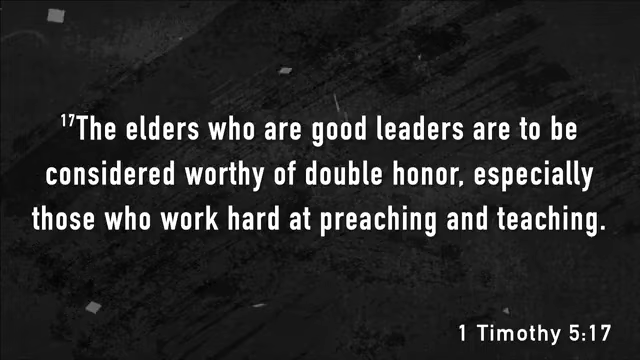 ¹⁷The elders who are good leaders are to be
considered worthy of double honor, especially
those who work hard at preaching and teaching.
1 Timothy 5:17